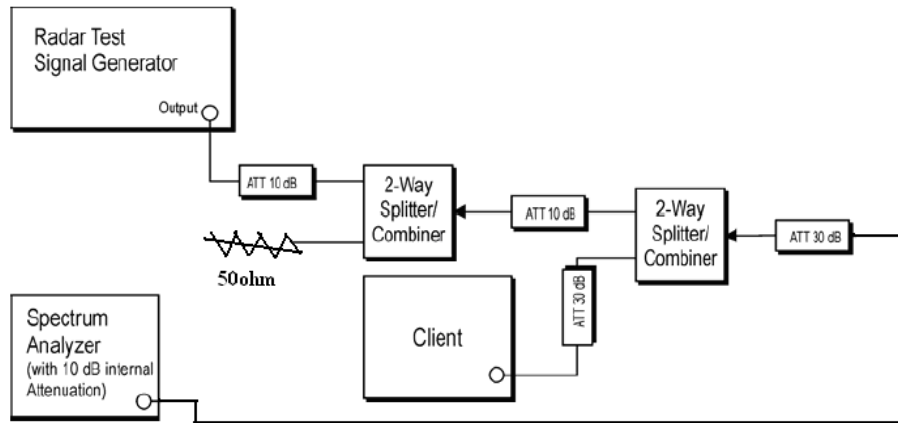 Radar Test
Signal Generator
Output
ATT 10 dB
2-Way
Splitter/
Combiner
ATT 10 dB
2-Way
Splitter/
Combiner
ATT 30 dB
50ohm
ATT 30 dB
Client
Spectrum
Analyzer
(with 10 dB internal
Attenuation)